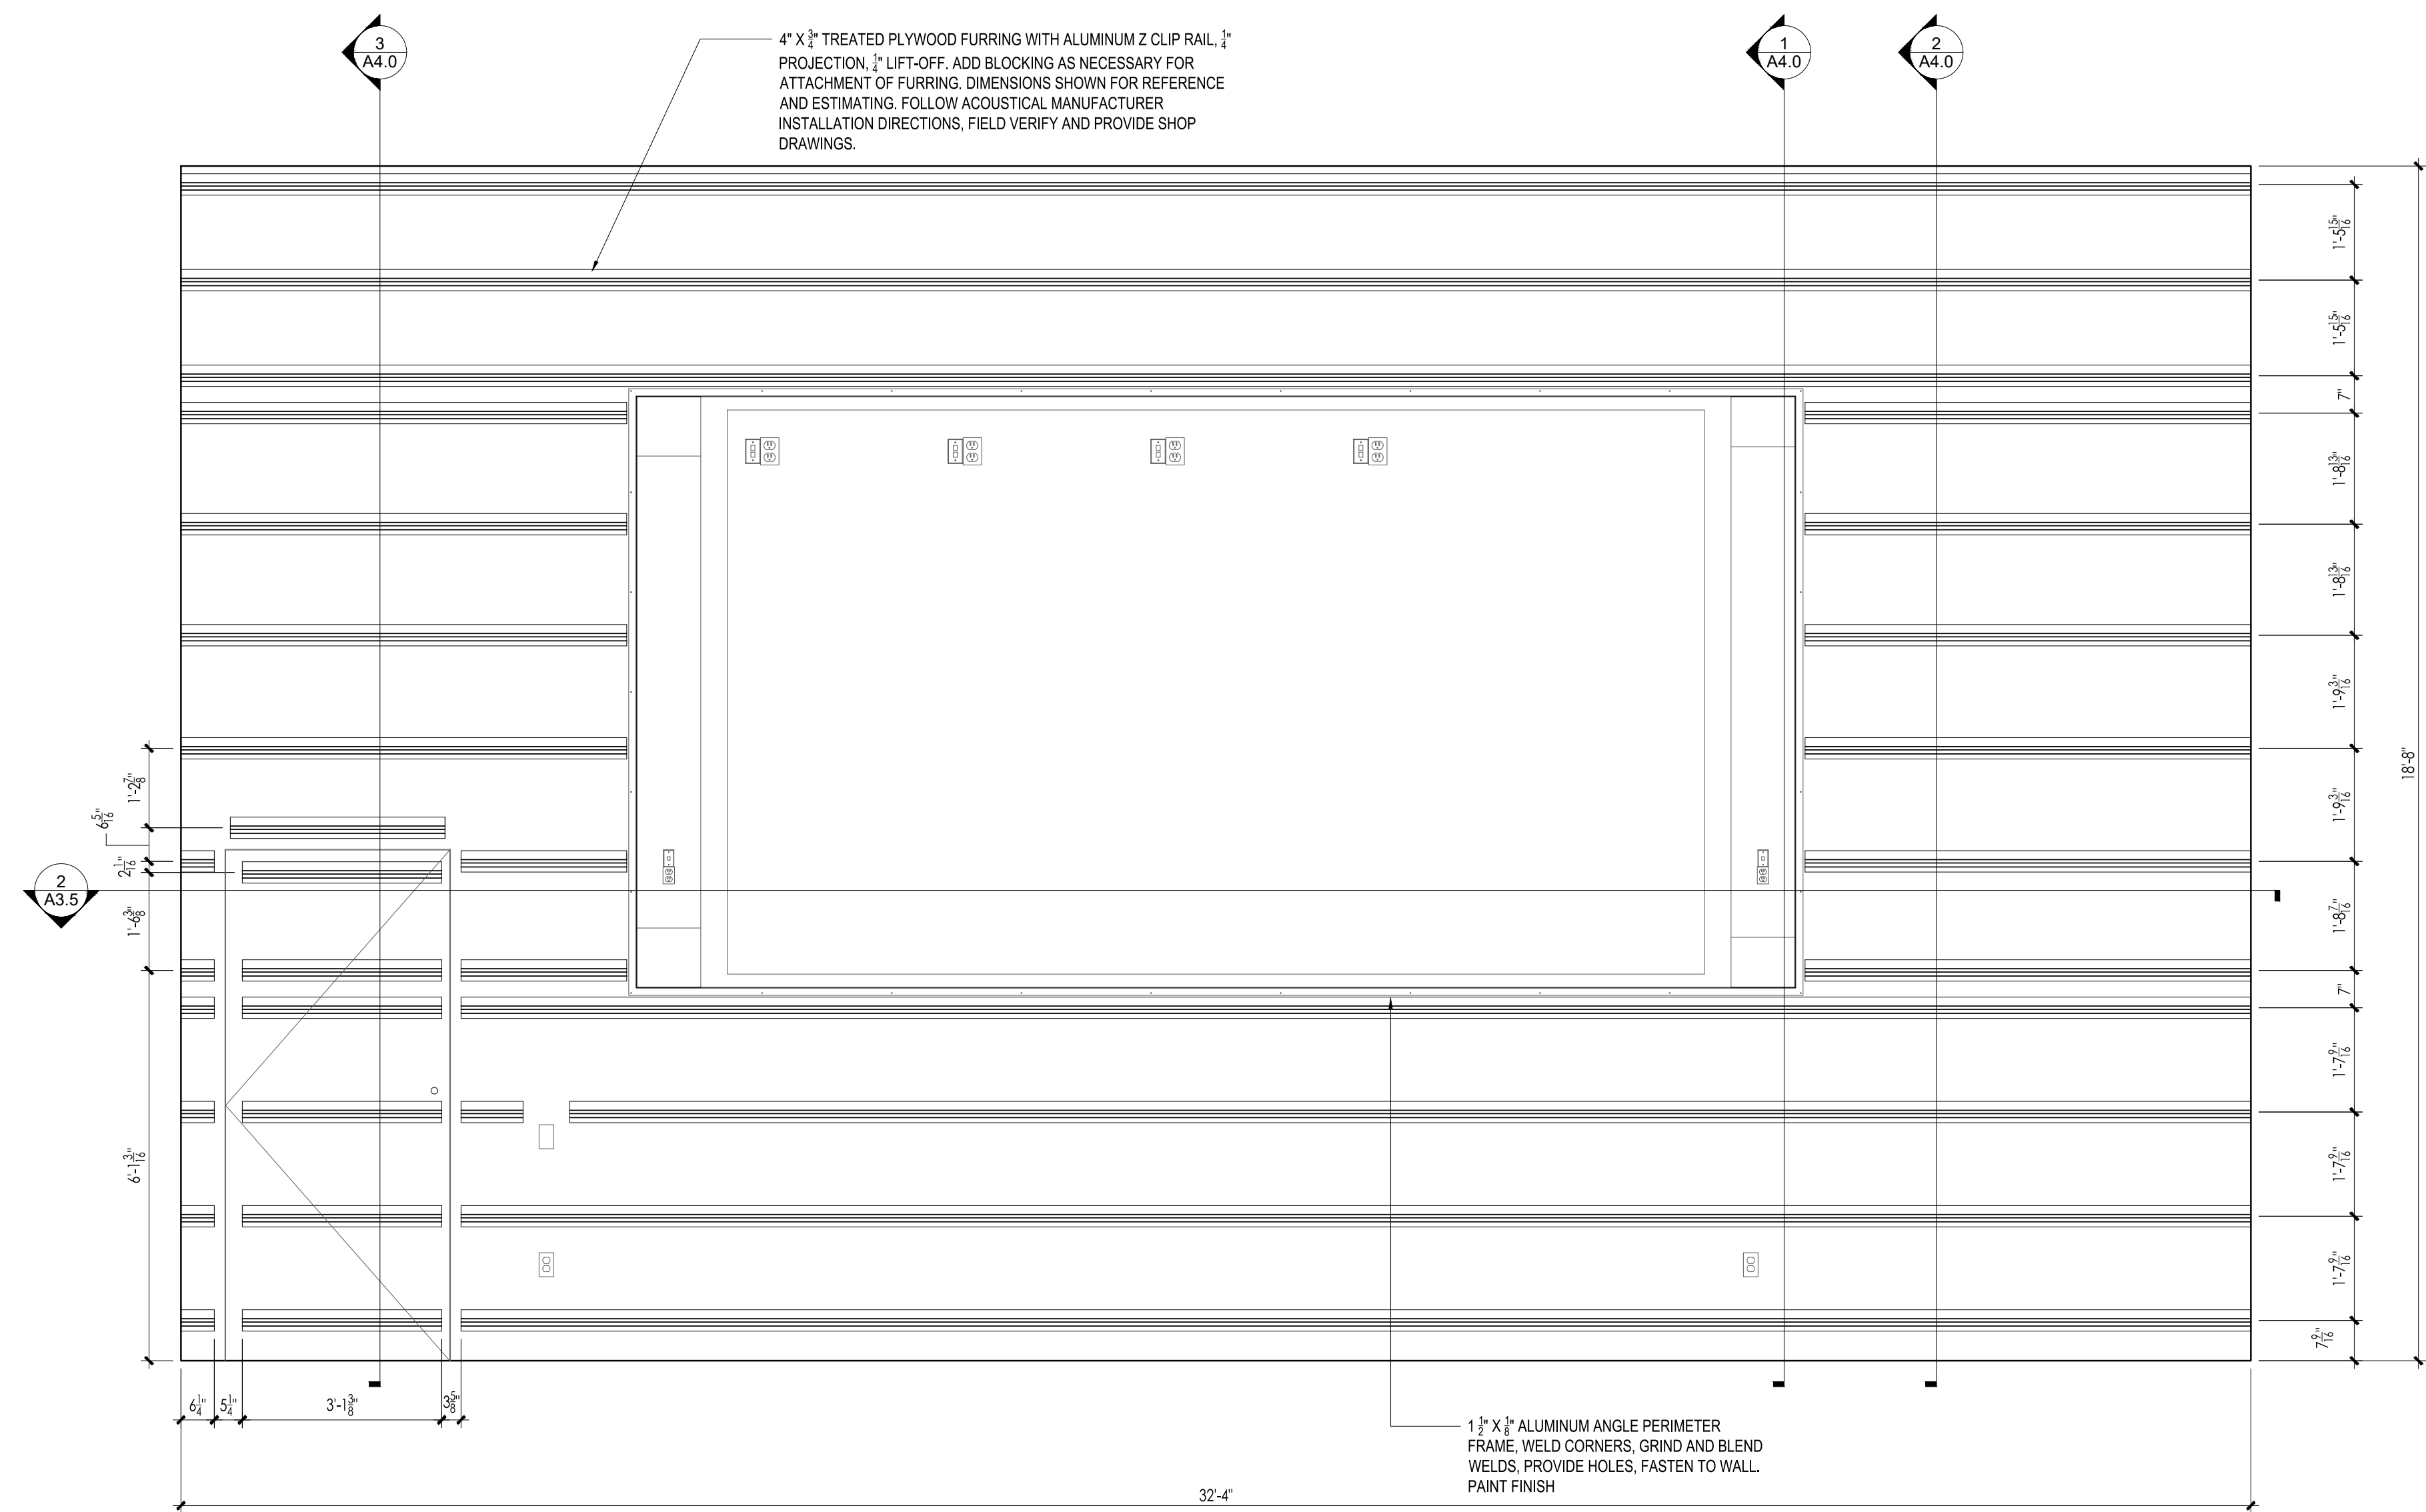 3
A4.0
1
A4.0
2
A4.0
4" X 3/4" TREATED PLYWOOD FURRING WITH ALUMINUM Z CLIP RAIL, 1/4"
PROJECTION, 1/4" LIFT-OFF. ADD BLOCKING AS NECESSARY FOR
ATTACHMENT OF FURRING. DIMENSIONS SHOWN FOR REFERENCE
AND ESTIMATING. FOLLOW ACOUSTICAL MANUFACTURER
INSTALLATION DIRECTIONS, FIELD VERIFY AND PROVIDE SHOP
DRAWINGS.
1'-5 15/16"
1'-5 15/16"
7"
1'-8 13/16"
1'-8 13/16"
1'-9 3/16"
1'-9 3/16"
1'-8 7/16"
7"
1'-7 9/16"
1'-7 9/16"
1'-7 9/16"
7 9/16"
18'-8"
1'-2 7/8"
6 5/16"
2 1/16"
1'-6 3/8"
6'-1 3/16"
2
A3.5
6 1/4"
5 1/4"
3'-1 3/8"
3 5/8"
1 1/2" X 1/8" ALUMINUM ANGLE PERIMETER
FRAME, WELD CORNERS, GRIND AND BLEND
WELDS, PROVIDE HOLES, FASTEN TO WALL.
PAINT FINISH
32'-4"